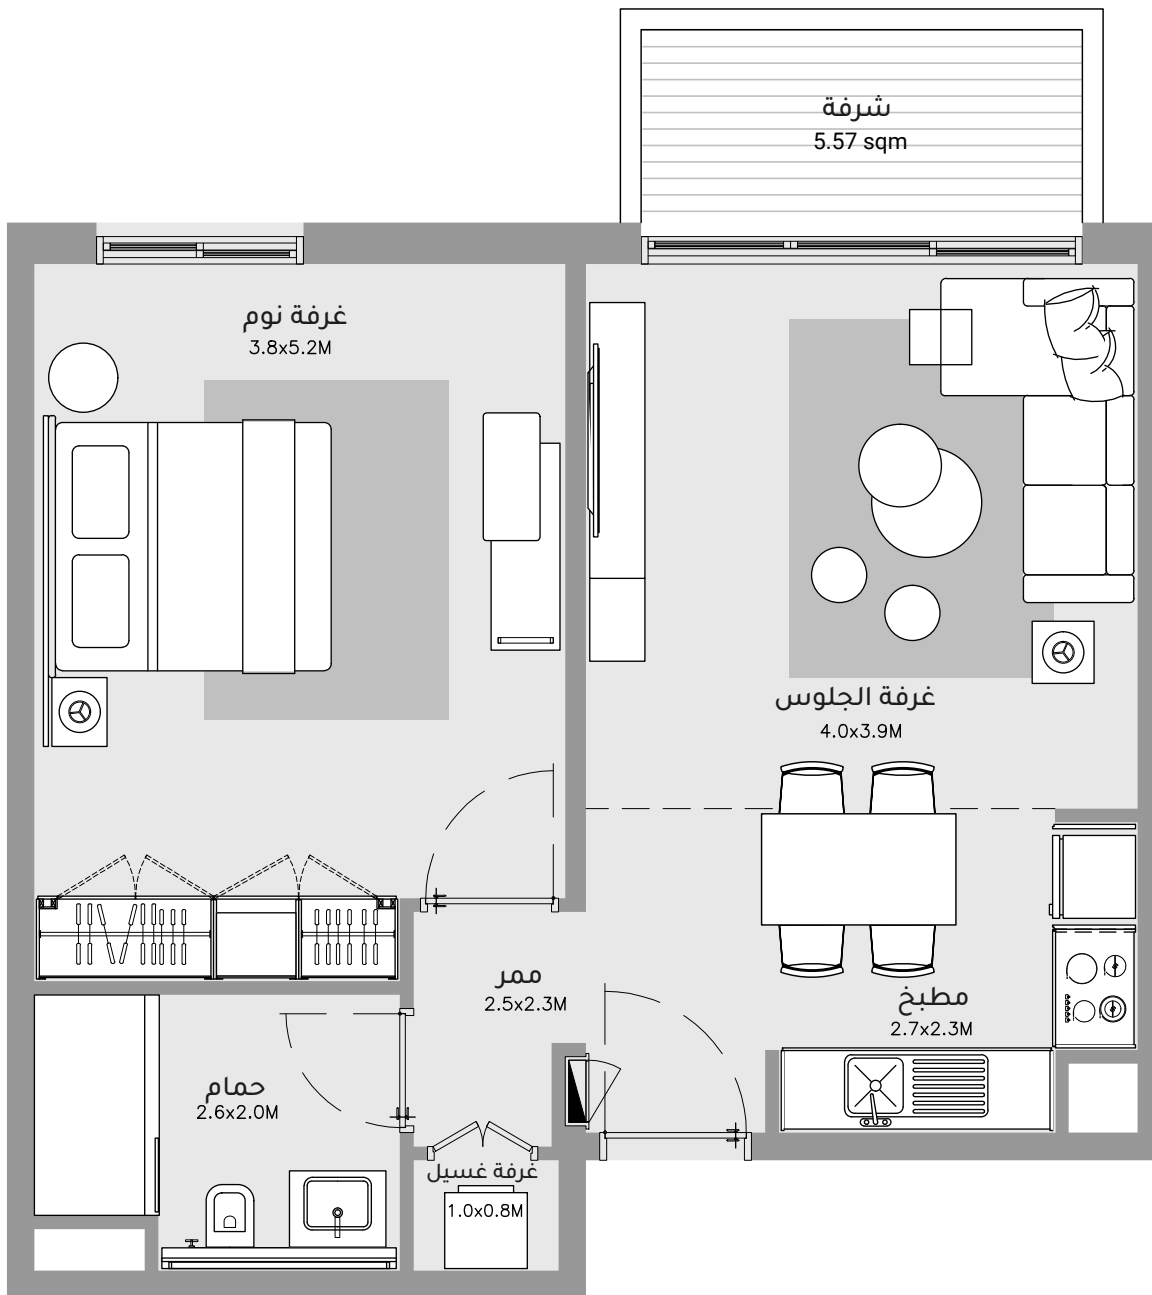 شرفة
5.57 sqm
غرفة نوم
3.8x5.2M
غرفة الجلوس
4.0x3.9M
ممر
2.5x2.3M
مطبخ
2.7x2.3M
حمام
2.6x2.0M
غرفة غسيل
1.0x0.8M